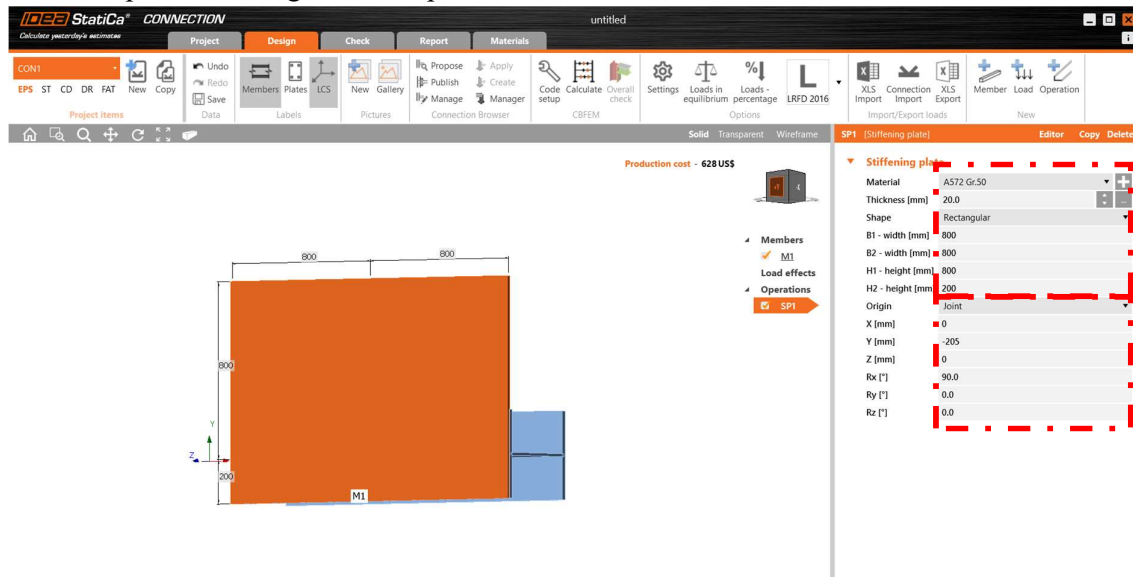 IDEA StatiCa® CONNECTION
untitled
Calculate yesterday's estimates
Project Design Check Report Materials
CON1
EPS ST CD DR FAT
New Copy
Undo
Redo
Save
Members Plates LCS
New Gallery
Propose
Publish
Manage
Apply
Create
Manager
Code setup
Calculate
Overall check
Settings
Loads in equilibrium
Loads - percentage
LRFD 2016
XLS Import
Connection Import
XLS Export
Member Load Operation
Project items Data Labels Pictures Connection Browser CBFEM Options Import/Export loads New
Solid Transparent Wireframe
SP1 [Stiffening plate] Editor Copy Delete
Production cost - 628 US$
Members
M1
Load effects
Operations
SP1
800 800
800
Y
Z
200
M1
Material A572 Gr.50
Thickness [mm] 20.0
Shape Rectangular
B1 - width [mm] 800
B2 - width [mm] 800
H1 - height [mm] 800
H2 - height [mm] 200
Origin Joint
X [mm] 0
Y [mm] -205
Z [mm] 0
Rx [°] 90.0
Ry [°] 0.0
Rz [°] 0.0